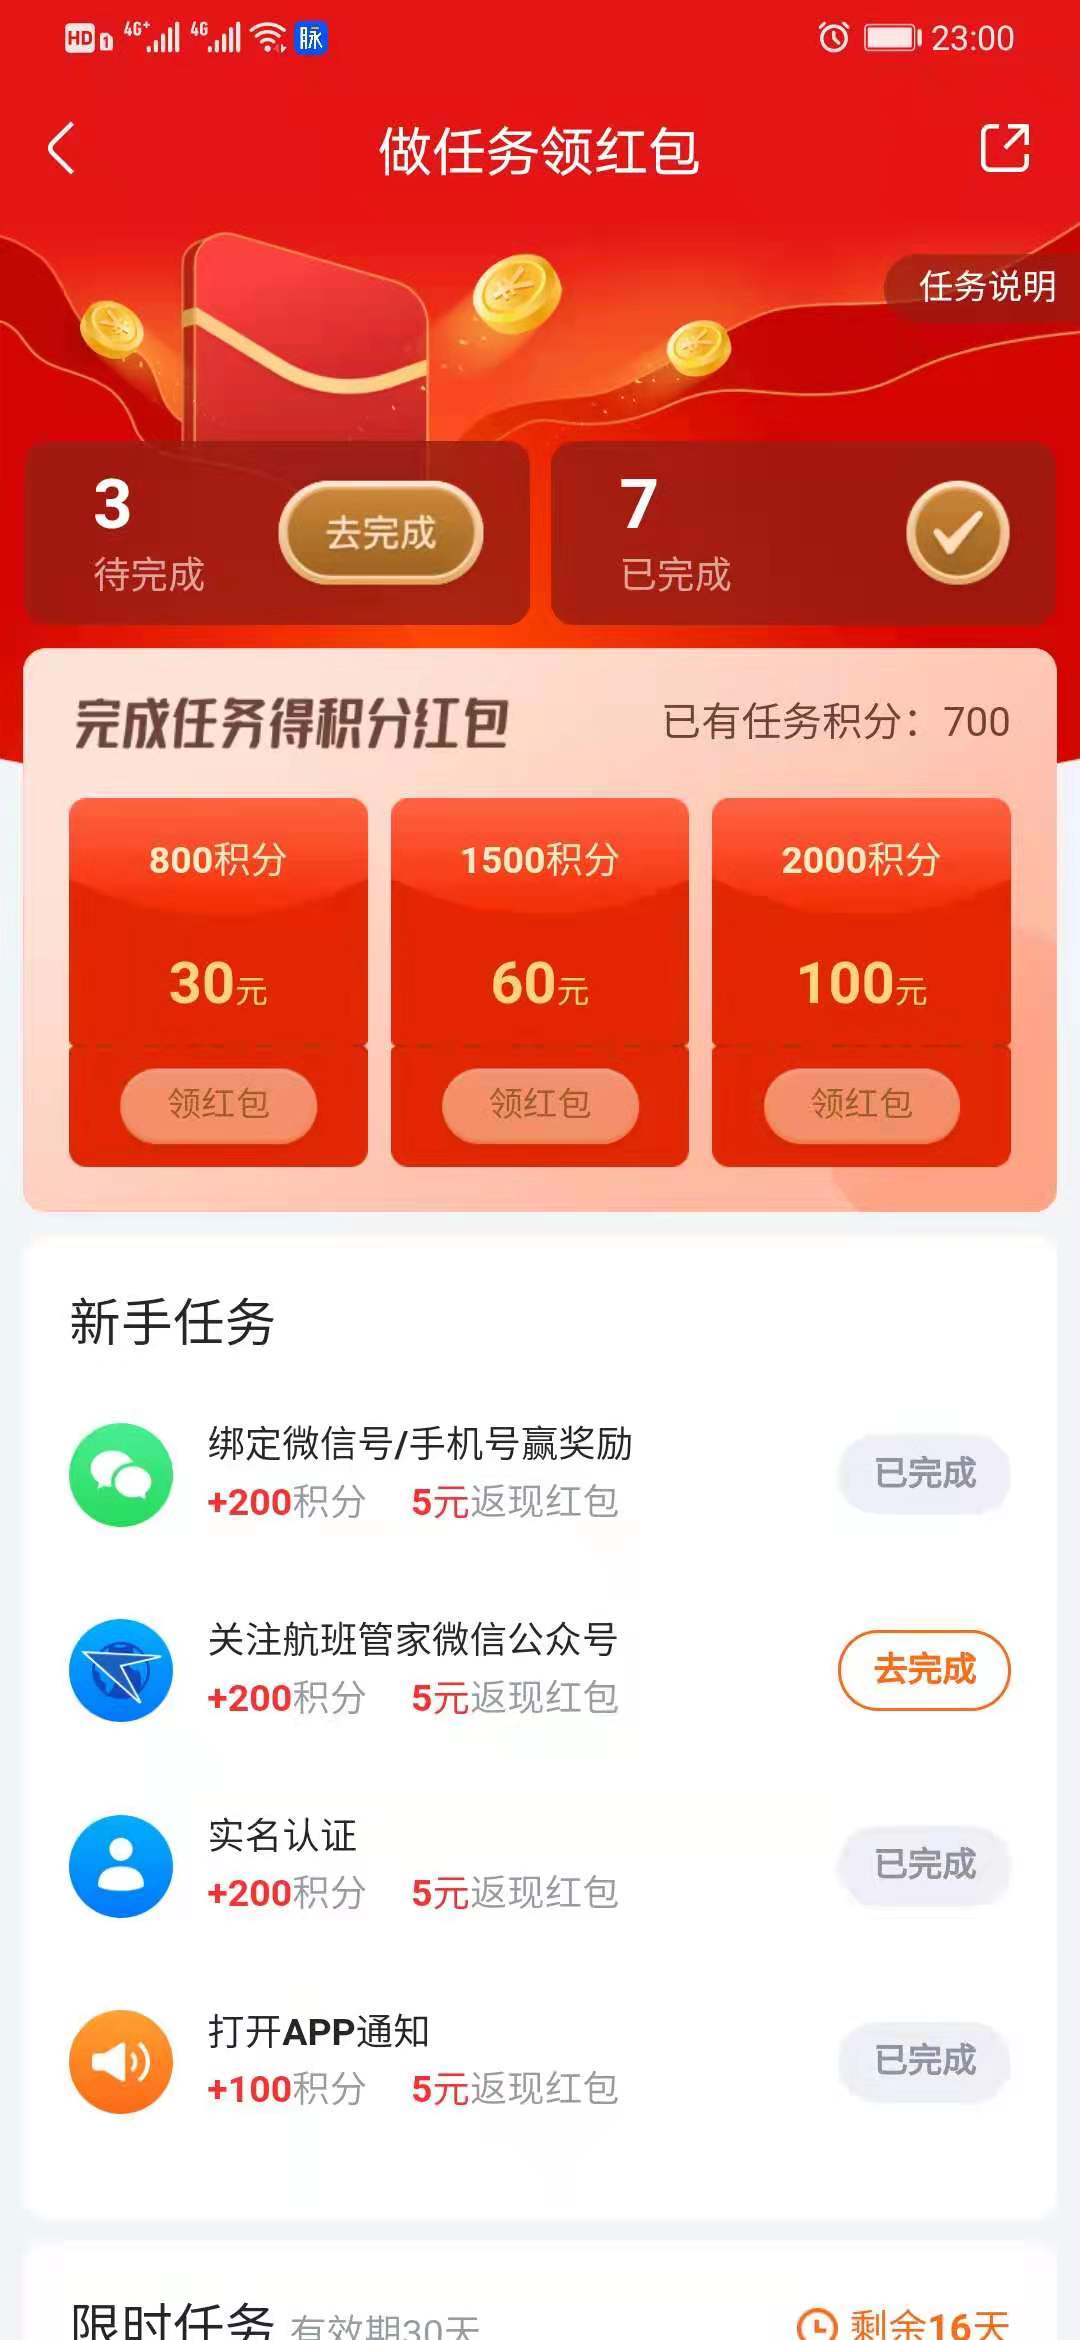 HD 1 4G+ 4G 脉 23:00
做任务领红包
任务说明
3
待完成
去完成
7
已完成
完成任务得积分红包
已有任务积分：700
800积分
30元
领红包
1500积分
60元
领红包
2000积分
100元
领红包
新手任务
绑定微信号/手机号赢奖励
+200积分 5元返现红包
已完成
关注航班管家微信公众号
+200积分 5元返现红包
去完成
实名认证
+200积分 5元返现红包
已完成
打开APP通知
+100积分 5元返现红包
已完成
限时任务 有效期30天 剩余16天